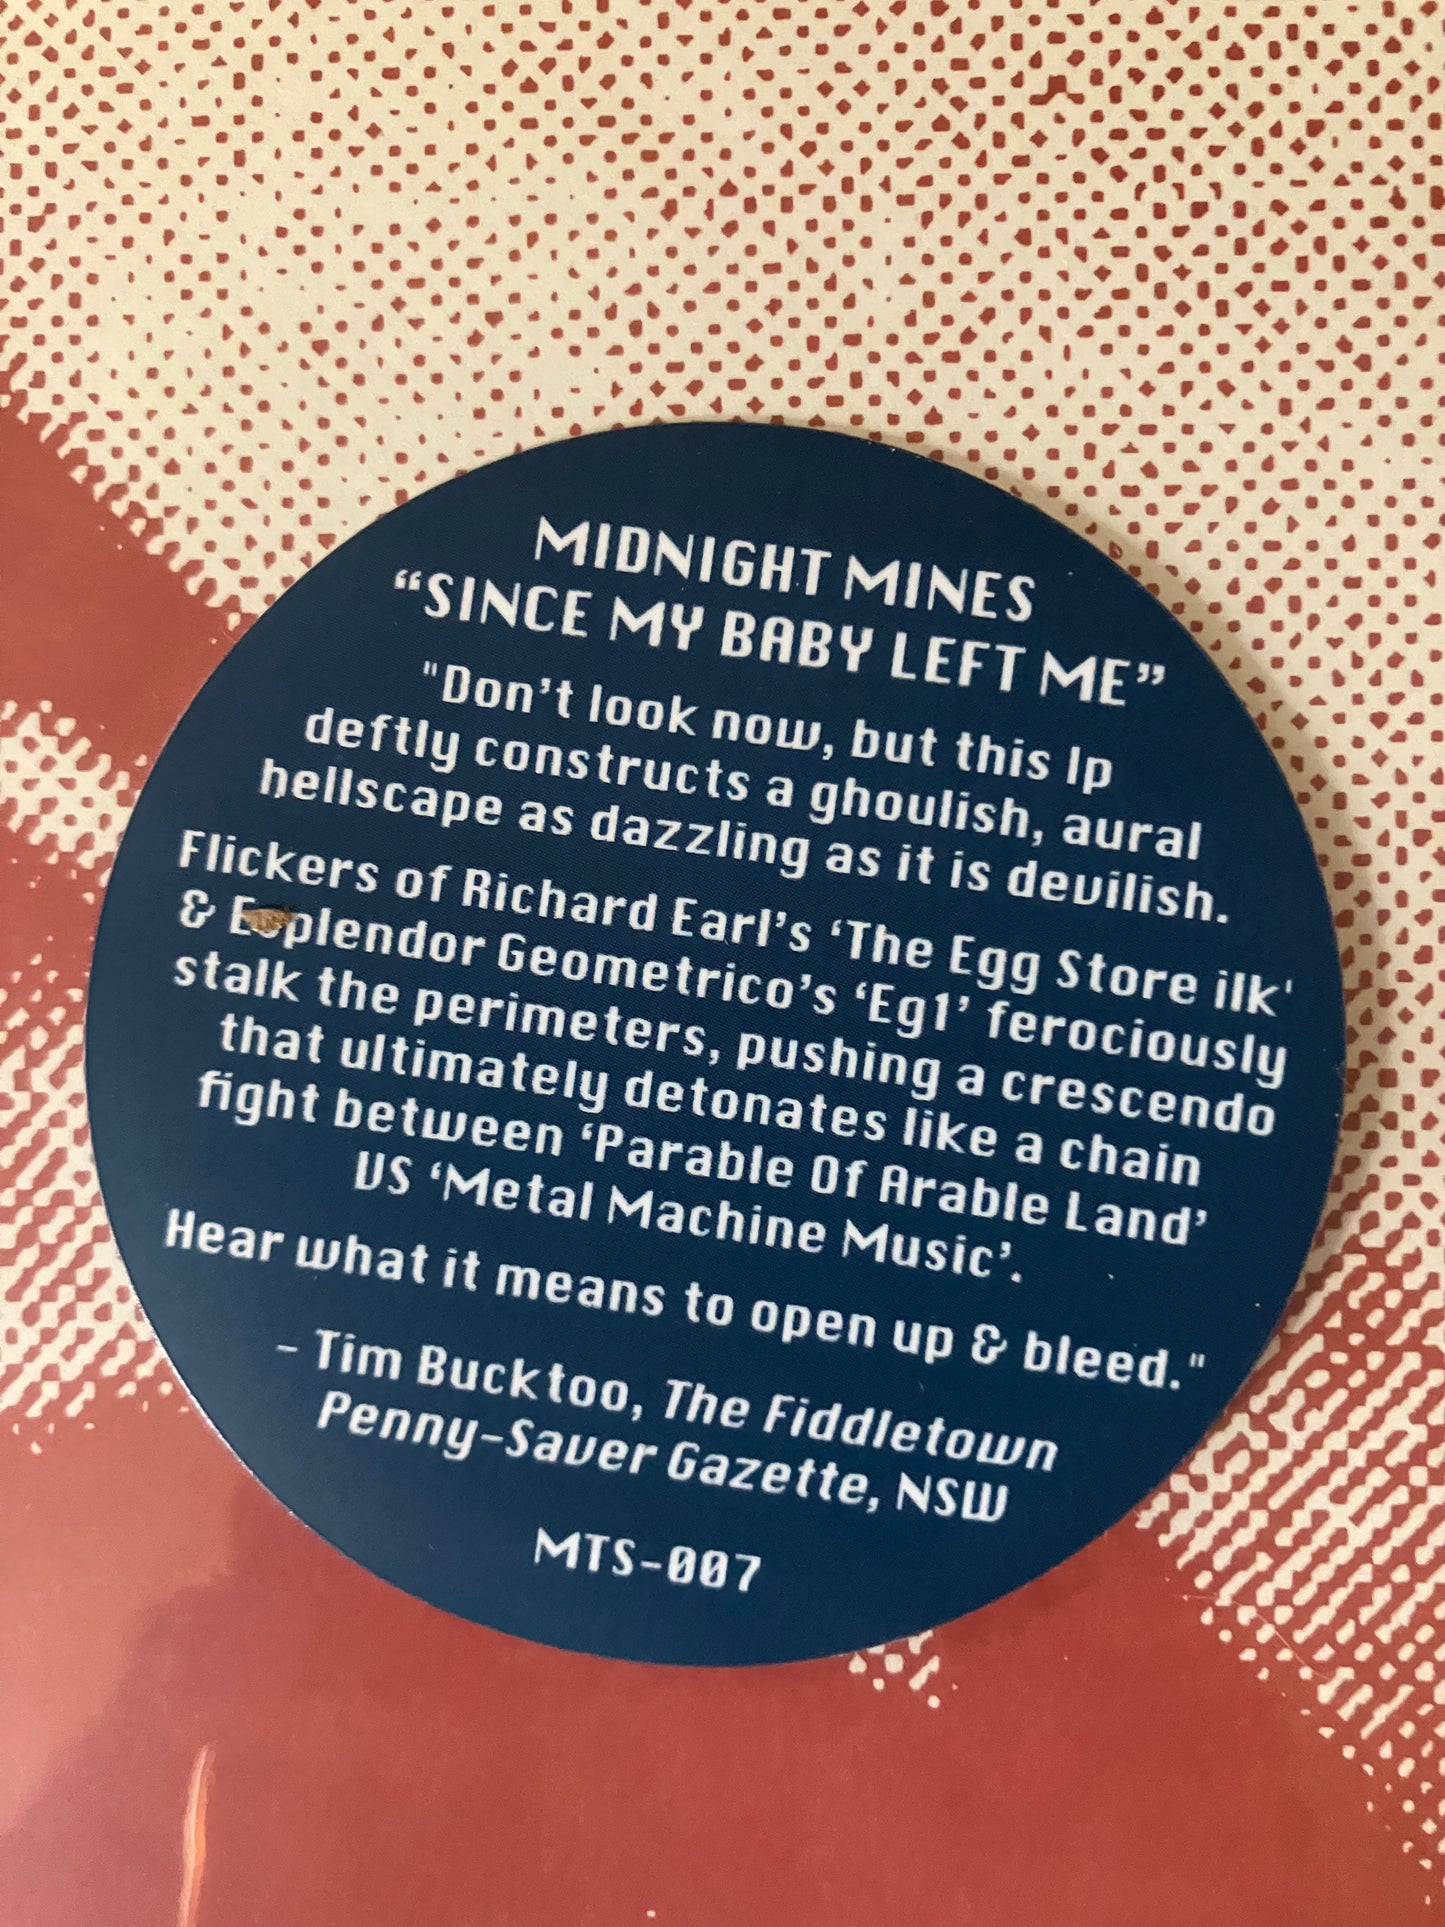 MIDNIGHT MINES
“SINCE MY BABY LEFT ME”
"Don’t look now, but this lp
deftly constructs a ghoulish, aural
hellscape as dazzling as it is devilish.
Flickers of Richard Earl’s ‘The Egg Store ilk'
& Esplendor Geometrico’s ‘Eg1’ ferociously
stalk the perimeters, pushing a crescendo
that ultimately detonates like a chain
fight between ‘Parable Of Arable Land’
VS ‘Metal Machine Music’.
Hear what it means to open up & bleed."
– Tim Bucktoo, The Fiddletown
Penny-Saver Gazette, NSW
MTS-007